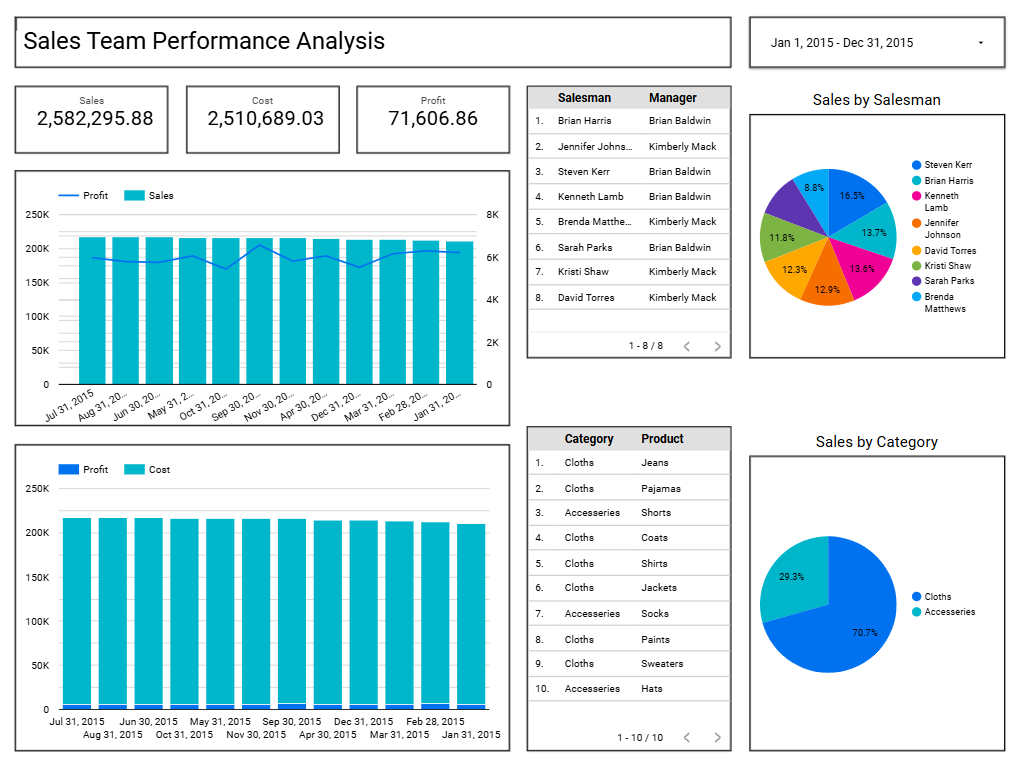 Sales Team Performance Analysis
Jan 1, 2015 - Dec 31, 2015
Sales
2,582,295.88
Cost
2,510,689.03
Profit
71,606.86
Profit Sales
250K
200K
150K
100K
50K
0
8K
6K
4K
2K
0
Jul 31, 2015
Aug 31, 20...
Jun 30, 20...
May 31, 2...
Oct 31, 20...
Sep 30, 20...
Nov 30, 20...
Apr 30, 20...
Dec 31, 20...
Mar 31, 20...
Feb 28, 20...
Jan 31, 20...
Salesman Manager
1. Brian Harris Brian Baldwin
2. Jennifer Johns... Kimberly Mack
3. Steven Kerr Brian Baldwin
4. Kenneth Lamb Brian Baldwin
5. Brenda Matthe... Kimberly Mack
6. Sarah Parks Brian Baldwin
7. Kristi Shaw Kimberly Mack
8. David Torres Kimberly Mack
1 - 8 / 8
Sales by Salesman
16.5%
13.7%
13.6%
12.9%
12.3%
11.8%
8.8%
Steven Kerr
Brian Harris
Kenneth
Lamb
Jennifer
Johnson
David Torres
Kristi Shaw
Sarah Parks
Brenda
Matthews
Profit Cost
250K
200K
150K
100K
50K
0
Jul 31, 2015
Aug 31, 2015
Jun 30, 2015
Oct 31, 2015
May 31, 2015
Nov 30, 2015
Sep 30, 2015
Apr 30, 2015
Dec 31, 2015
Mar 31, 2015
Feb 28, 2015
Jan 31, 2015
Category Product
1. Cloths Jeans
2. Cloths Pajamas
3. Accesseries Shorts
4. Cloths Coats
5. Cloths Shirts
6. Cloths Jackets
7. Accesseries Socks
8. Cloths Paints
9. Cloths Sweaters
10. Accesseries Hats
1 - 10 / 10
Sales by Category
29.3%
70.7%
Cloths
Accesseries